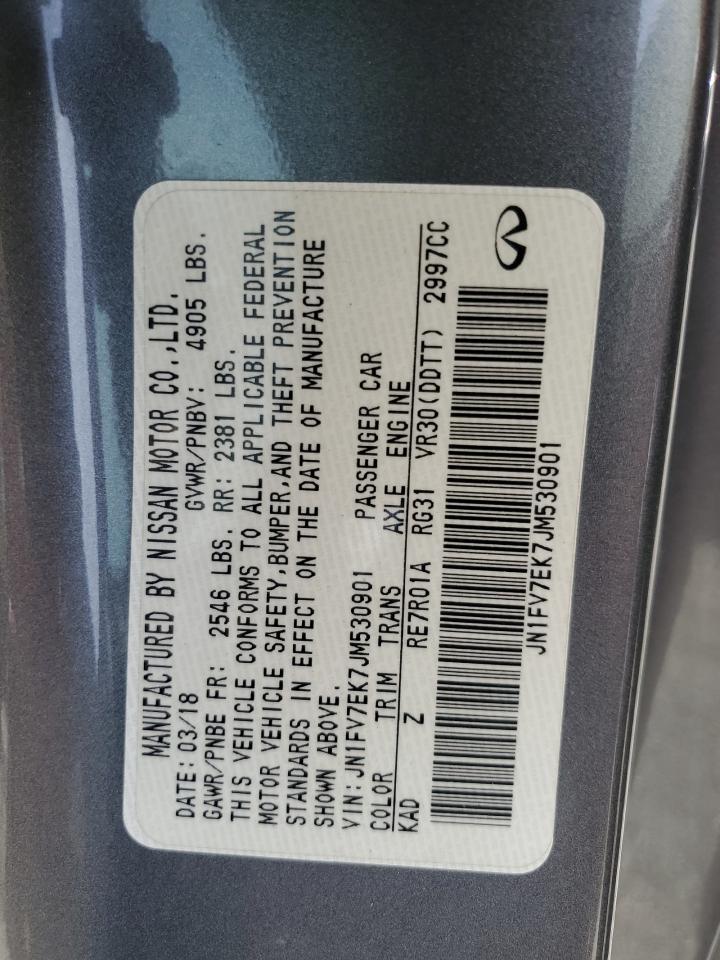 MANUFACTURED BY NISSAN MOTOR CO.,LTD.
DATE: 03/18 GVWR/PNBV: 4905 LBS.
GAWR/PNBE FR: 2546 LBS. RR: 2381 LBS.
THIS VEHICLE CONFORMS TO ALL APPLICABLE FEDERAL
MOTOR VEHICLE SAFETY,BUMPER,AND THEFT PREVENTION
STANDARDS IN EFFECT ON THE DATE OF MANUFACTURE
SHOWN ABOVE.
VIN: JN1FV7EK7JM530901 PASSENGER CAR
COLOR TRIM TRANS AXLE ENGINE
KAD Z RE7R01A RG31 VR30(DDTT) 2997CC
JN1FV7EK7JM530901